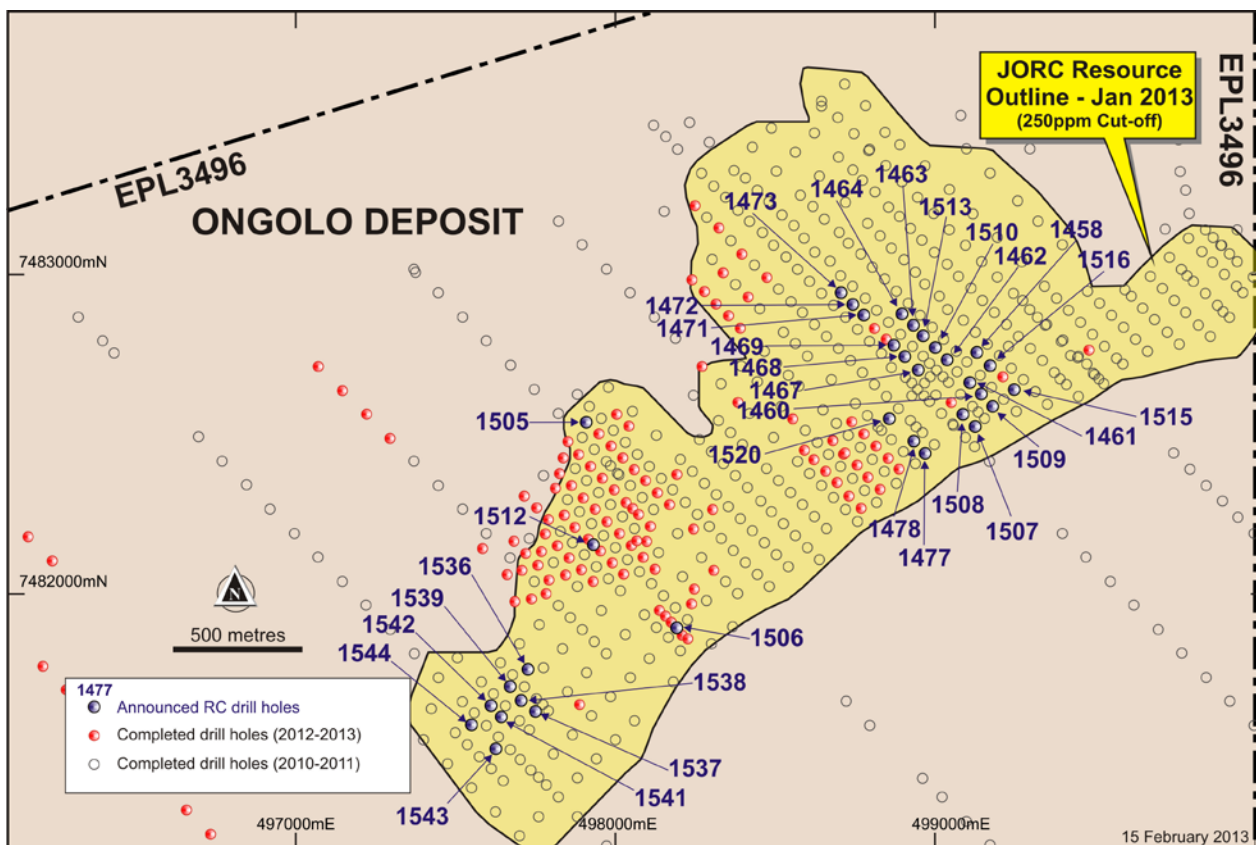 JORC Resource
Outline - Jan 2013
(250ppm Cut-off)
EPL3496
EPL3496
ONGOLO DEPOSIT
1463
1464
1473
1513
1510
1458
1462
1516
7483000mN
1472
1471
1469
1468
1467
1460
1505
1515
1520
1461
1509
1508
1478
1507
1477
1512
1536
7482000mN
1539
1542
1544
N
500 metres
1506
1538
1477
Announced RC drill holes
Completed drill holes (2012-2013)
Completed drill holes (2010-2011)
1537
1541
1543
497000mE
498000mE
499000mE
15 February 2013